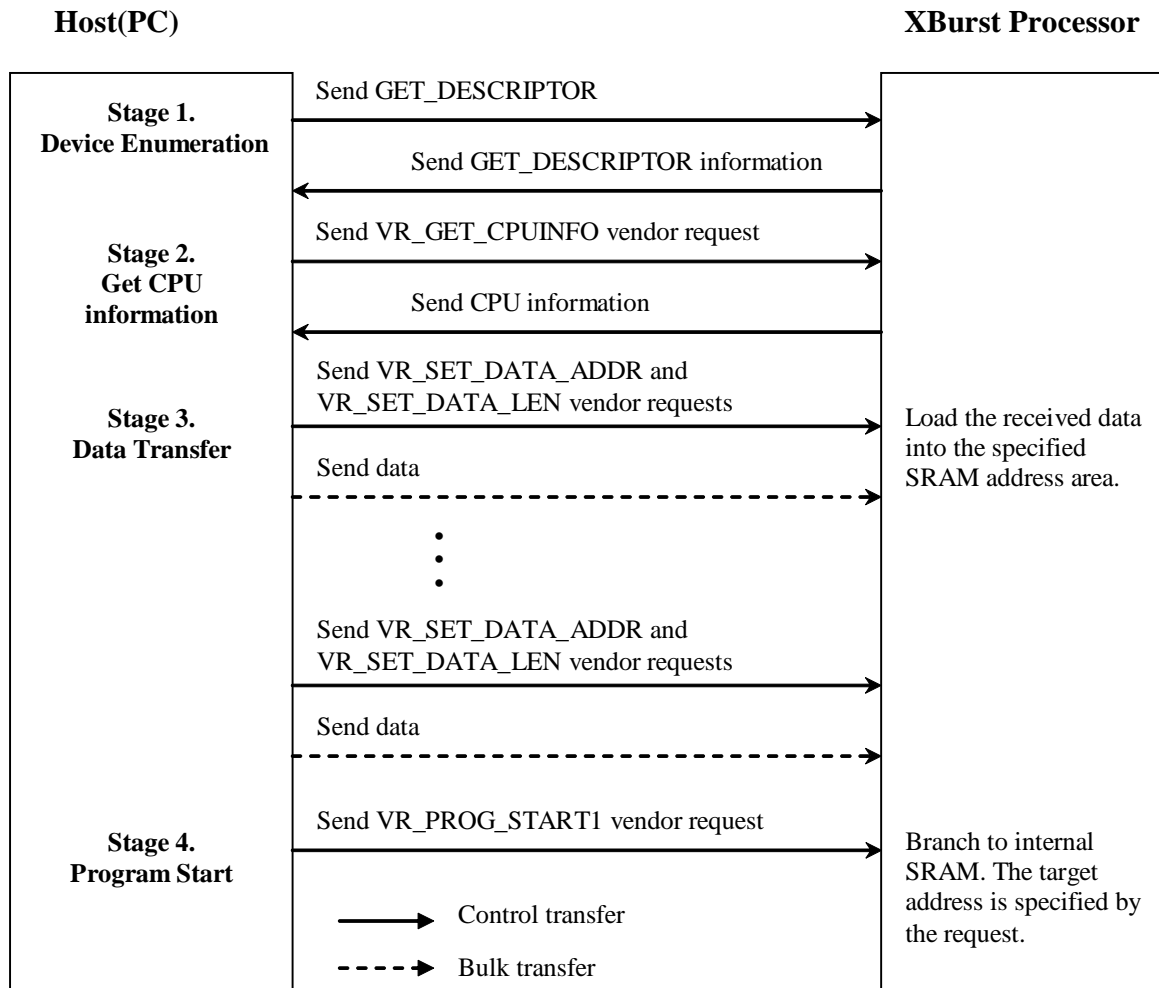 Host(PC)
XBurst Processor
Send GET_DESCRIPTOR
Stage 1.
Device Enumeration
Send GET_DESCRIPTOR information
Send VR_GET_CPUINFO vendor request
Stage 2.
Get CPU
information
Send CPU information
Send VR_SET_DATA_ADDR and
VR_SET_DATA_LEN vendor requests
Stage 3.
Data Transfer
Load the received data
into the specified
SRAM address area.
Send data
Send VR_SET_DATA_ADDR and
VR_SET_DATA_LEN vendor requests
Send data
Send VR_PROG_START1 vendor request
Stage 4.
Program Start
Branch to internal
SRAM. The target
address is specified by
the request.
Control transfer
Bulk transfer